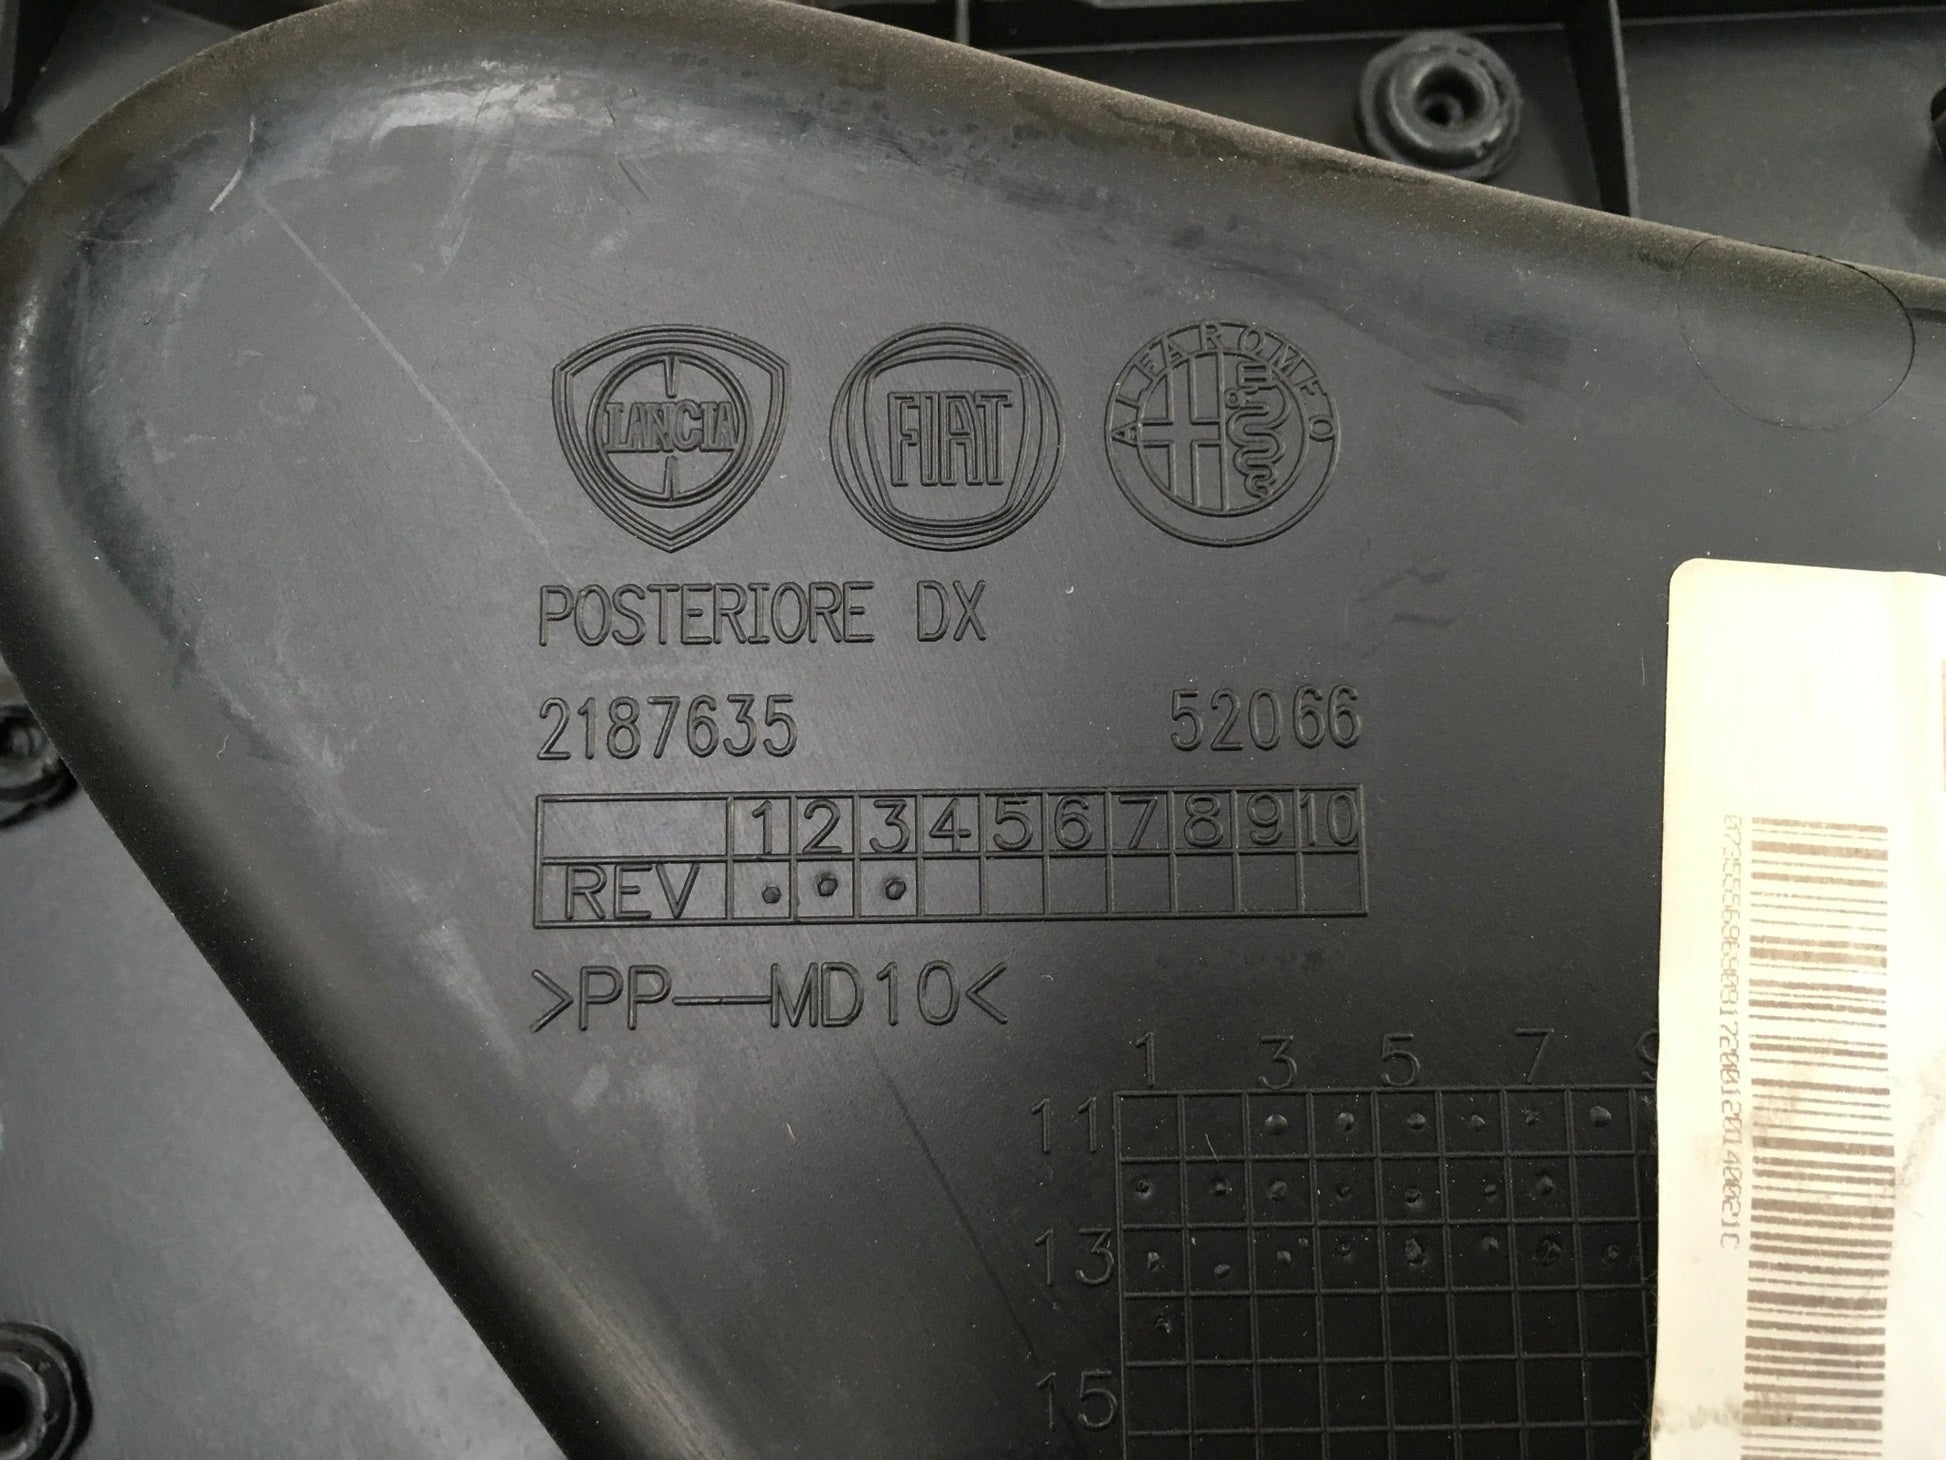 LANCIA
FIAT
ALFA ROMEO
POSTERIORE DX
2187635 52066
1 2 3 4 5 6 7 8 9 10
REV
>PP—MD10<
1 3 5 7 9
11
13
15